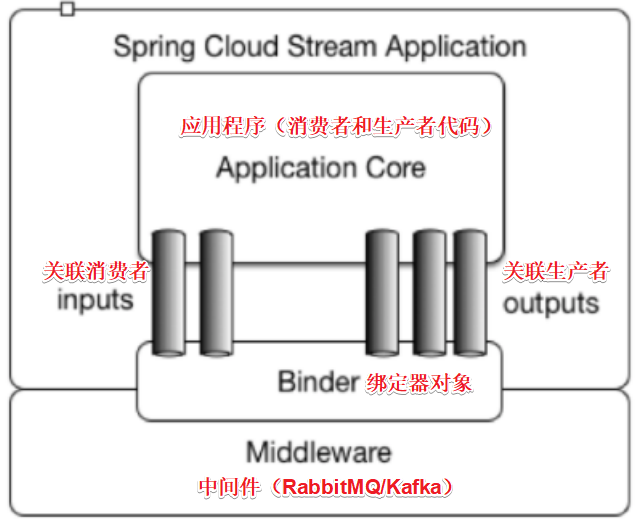 Spring Cloud Stream Application
应用程序（消费者和生产者代码）
Application Core
关联消费者
inputs
关联生产者
outputs
Binder 绑定器对象
Middleware
中间件（RabbitMQ/Kafka）